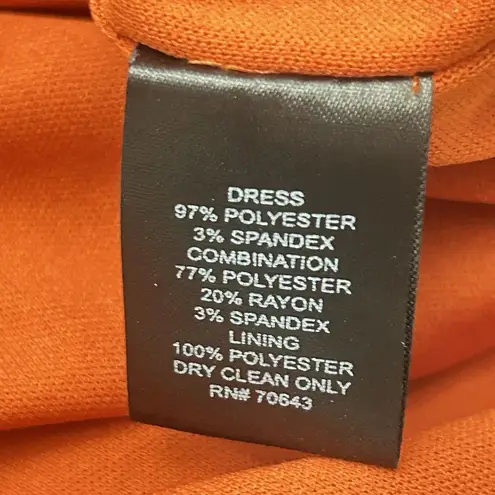 DRESS
97% POLYESTER
3% SPANDEX
COMBINATION
77% POLYESTER
20% RAYON
3% SPANDEX
LINING
100% POLYESTER
DRY CLEAN ONLY
RN# 70643